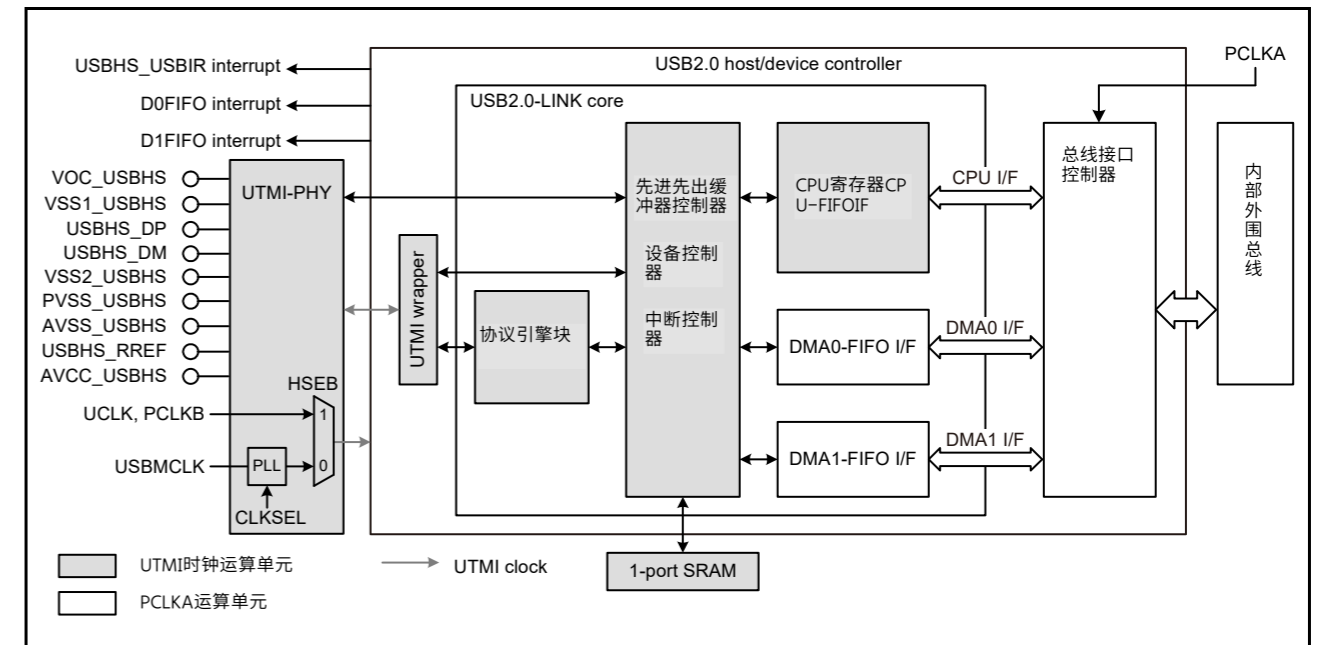 USBHS_USBIR interrupt
D0FIFO interrupt
D1FIFO interrupt
VOC_USBHS
VSS1_USBHS
USBHS_DP
USBHS_DM
VSS2_USBHS
PVSS_USBHS
AVSS_USBHS
USBHS_RREF
AVCC_USBHS
UCLK, PCLKB
USBMCLK
UTMI-PHY
HSEB
1
0
PLL
CLKSEL
USB2.0 host/device controller
USB2.0-LINK core
UTMI wrapper
协议引擎块
先进先出缓
冲器控制器
设备控制
器
中断控制
器
CPU寄存器CP
U-FIFOIF
DMA0-FIFO I/F
DMA1-FIFO I/F
CPU I/F
DMA0 I/F
DMA1 I/F
PCLKA
总线接口
控制器
内
部
外
围
总
线
1-port SRAM
UTMI时钟运算单元
UTMI clock
PCLKA运算单元